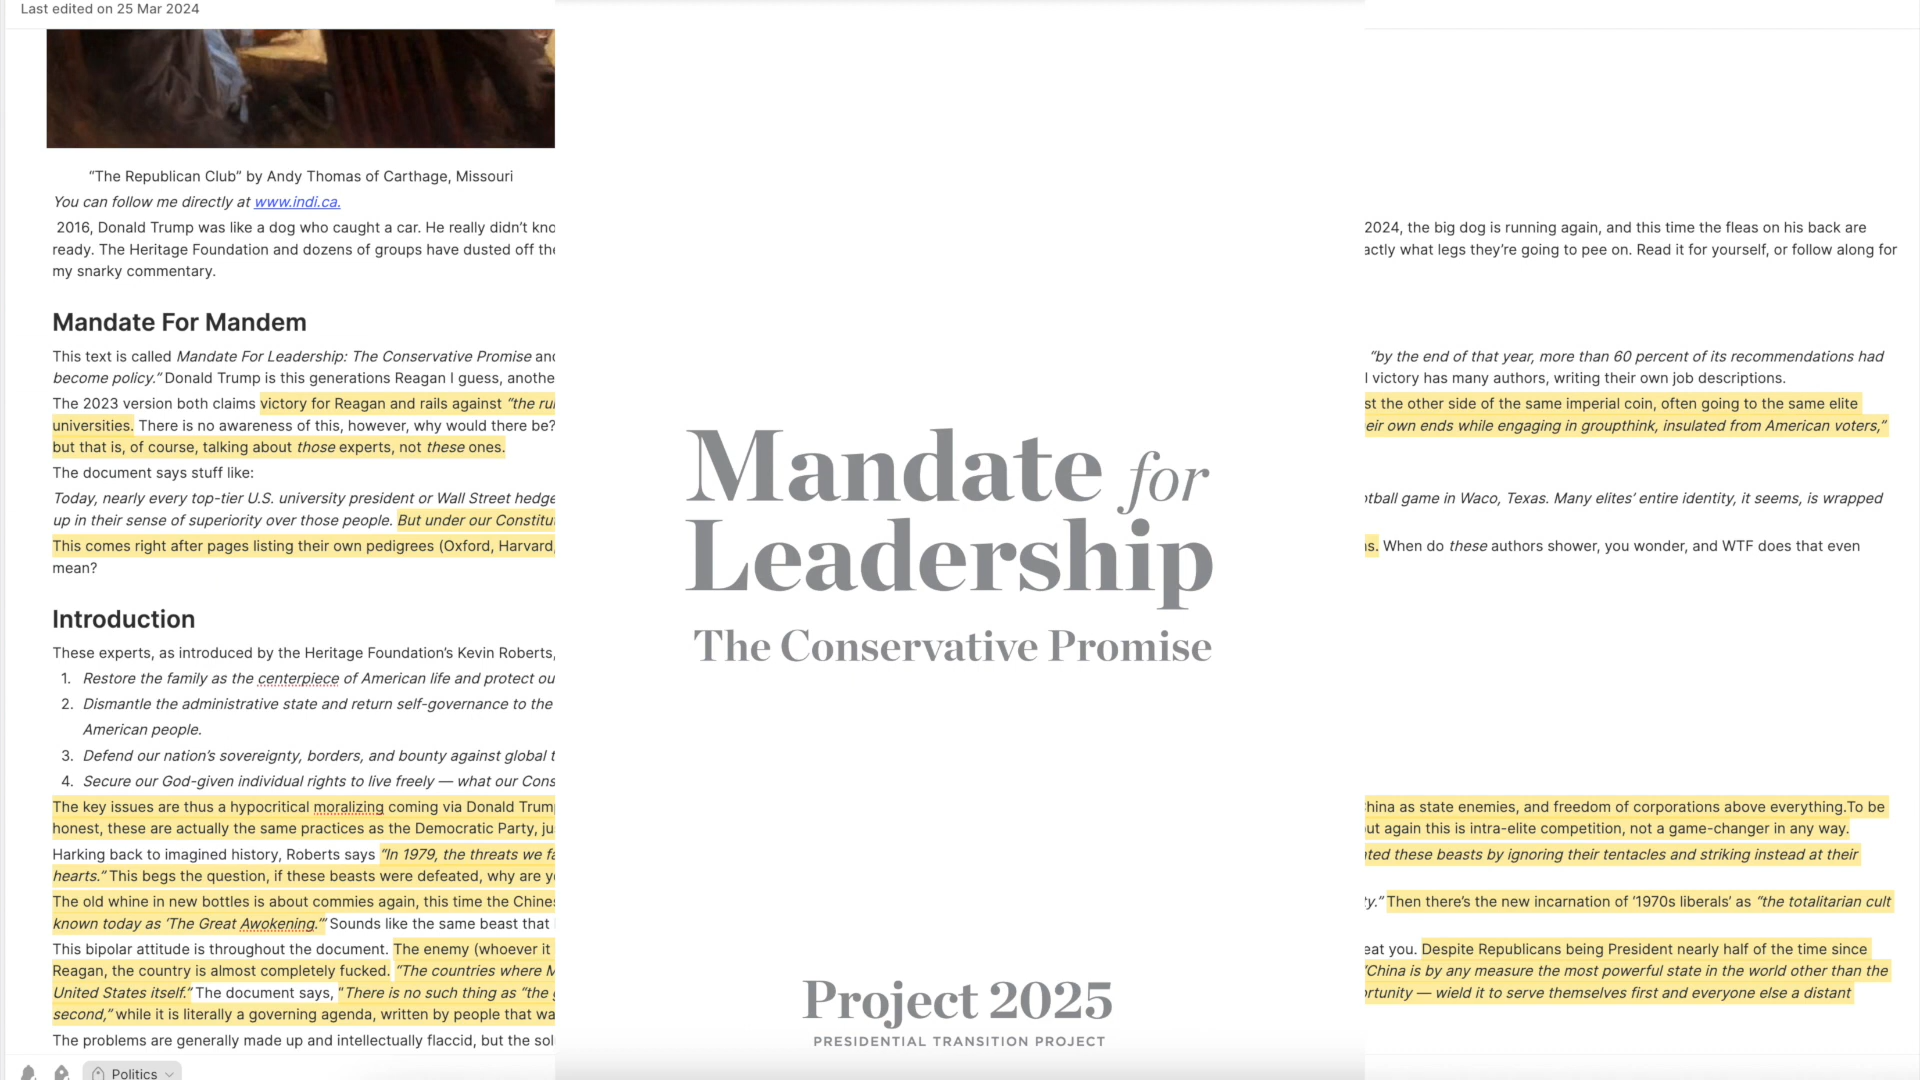 Last edited on 25 Mar 2024
“The Republican Club” by Andy Thomas of Carthage, Missouri
You can follow me directly at www.indi.ca.
2016, Donald Trump was like a dog who caught a car. He really didn’t
ready. The Heritage Foundation and dozens of groups have dusted off
my snarky commentary.
Mandate For Mandem
This text is called Mandate For Leadership: The Conservative Promise
become policy.” Donald Trump is this generations Reagan I guess,
The 2023 version both claims victory for Reagan and rails against “the
universities. There is no awareness of this, however, why would there be?
but that is, of course, talking about those experts, not these ones.
The document says stuff like:
Today, nearly every top-tier U.S. university president or Wall Street
up in their sense of superiority over those people. But under our
This comes right after pages listing their own pedigrees (Oxford, Harvard,
mean?
Introduction
These experts, as introduced by the Heritage Foundation’s Kevin Roberts,
1. Restore the family as the centerpiece of American life and protect
2. Dismantle the administrative state and return self-governance to the
American people.
3. Defend our nation’s sovereignty, borders, and bounty against global
4. Secure our God-given individual rights to live freely — what our
The key issues are thus a hypocritical moralizing coming via Donald
honest, these are actually the same practices as the Democratic Party,
Harking back to imagined history, Roberts says “In 1979, the threats we
hearts.” This begs the question, if these beasts were defeated, why are
The old whine in new bottles is about commies again, this time the
known today as ‘The Great Awokening.’” Sounds like the same beast that
This bipolar attitude is throughout the document. The enemy (whoever it
Reagan, the country is almost completely fucked. “The countries where
United States itself.” The document says, “There is no such thing as “the
second,” while it is literally a governing agenda, written by people that
The problems are generally made up and intellectually flaccid, but the
Politics
Mandate for
Leadership
The Conservative Promise
Project 2025
PRESIDENTIAL TRANSITION PROJECT
2024, the big dog is running again, and this time the fleas on his back are
what legs they’re going to pee on. Read it for yourself, or follow along for
“by the end of that year, more than 60 percent of its recommendations had
victory has many authors, writing their own job descriptions.
the other side of the same imperial coin, often going to the same elite
own ends while engaging in groupthink, insulated from American voters,”
game in Waco, Texas. Many elites’ entire identity, it seems, is wrapped
When do these authors shower, you wonder, and WTF does that even
as state enemies, and freedom of corporations above everything.To be
again this is intra-elite competition, not a game-changer in any way.
these beasts by ignoring their tentacles and striking instead at their
Then there’s the new incarnation of ‘1970s liberals’ as “the totalitarian cult
you. Despite Republicans being President nearly half of the time since
“China is by any measure the most powerful state in the world other than the
— wield it to serve themselves first and everyone else a distant